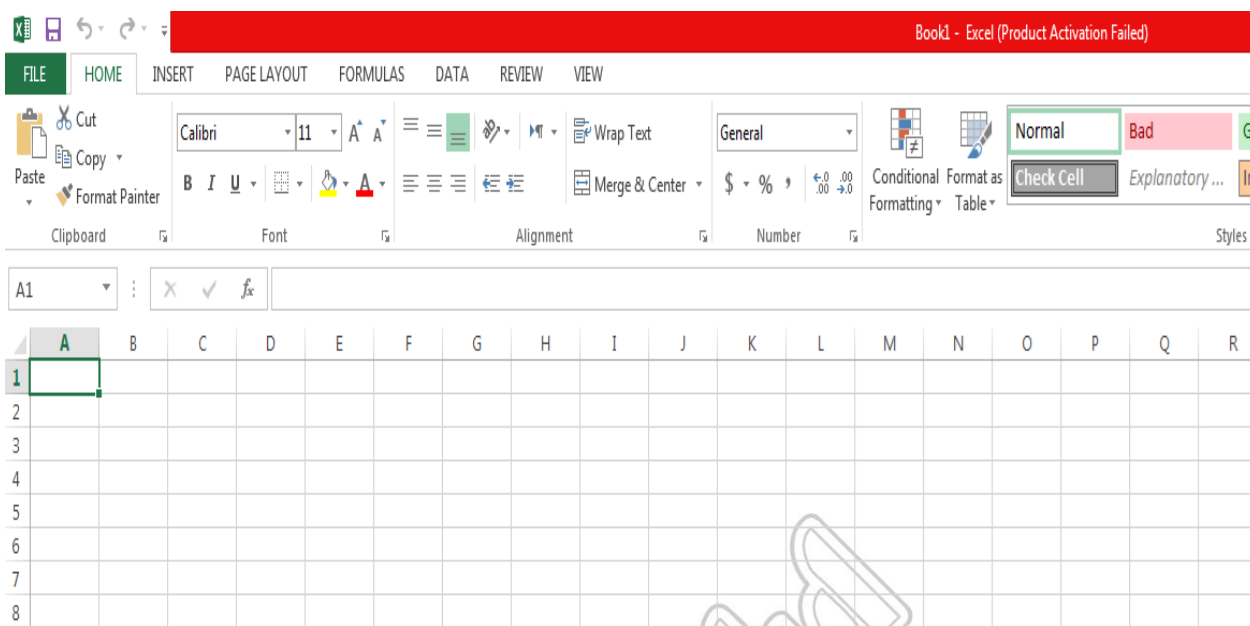 Book1 - Excel (Product Activation Failed)
FILE HOME INSERT PAGE LAYOUT FORMULAS DATA REVIEW VIEW
Cut
Copy
Format Painter
Paste
Clipboard
Calibri 11
B I U
Font
Wrap Text
Merge & Center
Alignment
General
$ % ,
Number
Conditional
Formatting
Format as
Table
Normal Bad
Check Cell Explanatory ...
Styles
A1 fx
A B C D E F G H I J K L M N O P Q R
1
2
3
4
5
6
7
8